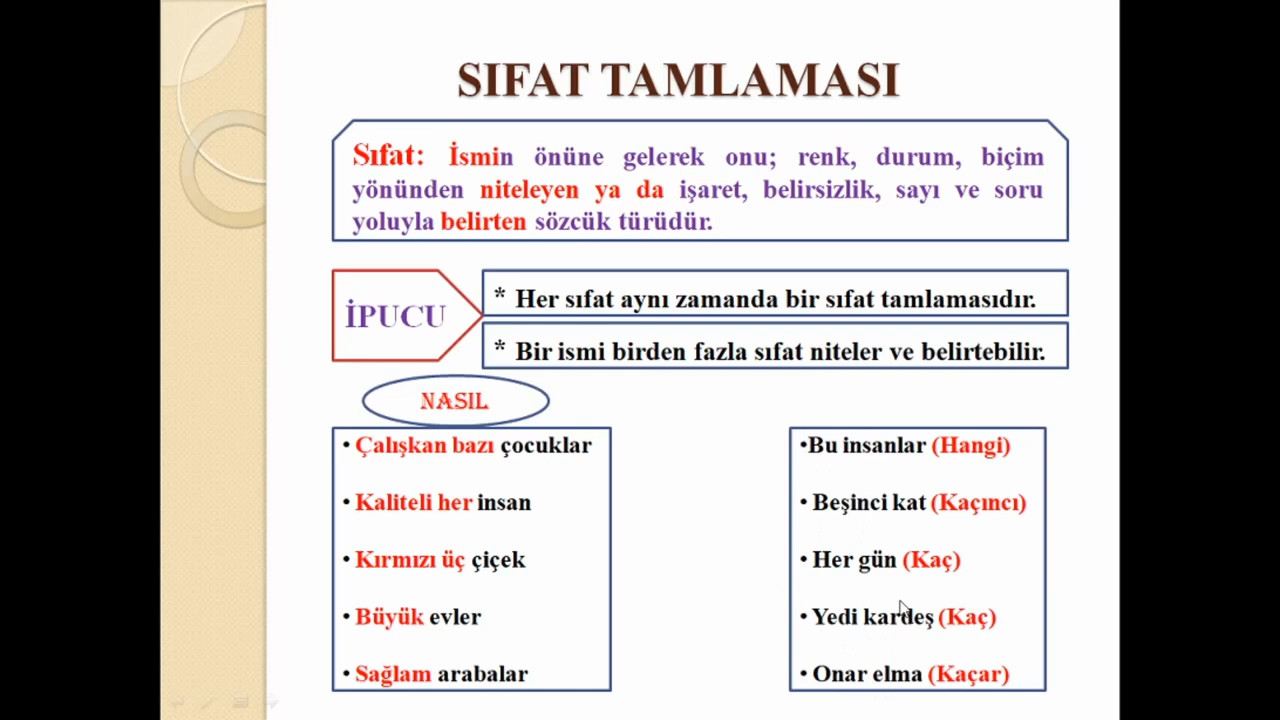 SIFAT TAMLAMASI
Sıfat: İsmin önüne gelerek onu; renk, durum, biçim
yönünden niteleyen ya da işaret, belirsizlik, sayı ve soru
yoluyla belirten sözcük türüdür.
İPUCU
* Her sıfat aynı zamanda bir sıfat tamlamasıdır.
* Bir ismi birden fazla sıfat niteler ve belirtebilir.
NASIL
• Çalışkan bazı çocuklar
• Kaliteli her insan
• Kırmızı üç çiçek
• Büyük evler
• Sağlam arabalar
•Bu insanlar (Hangi)
• Beşinci kat (Kaçıncı)
• Her gün (Kaç)
• Yedi kardeş (Kaç)
• Onar elma (Kaçar)